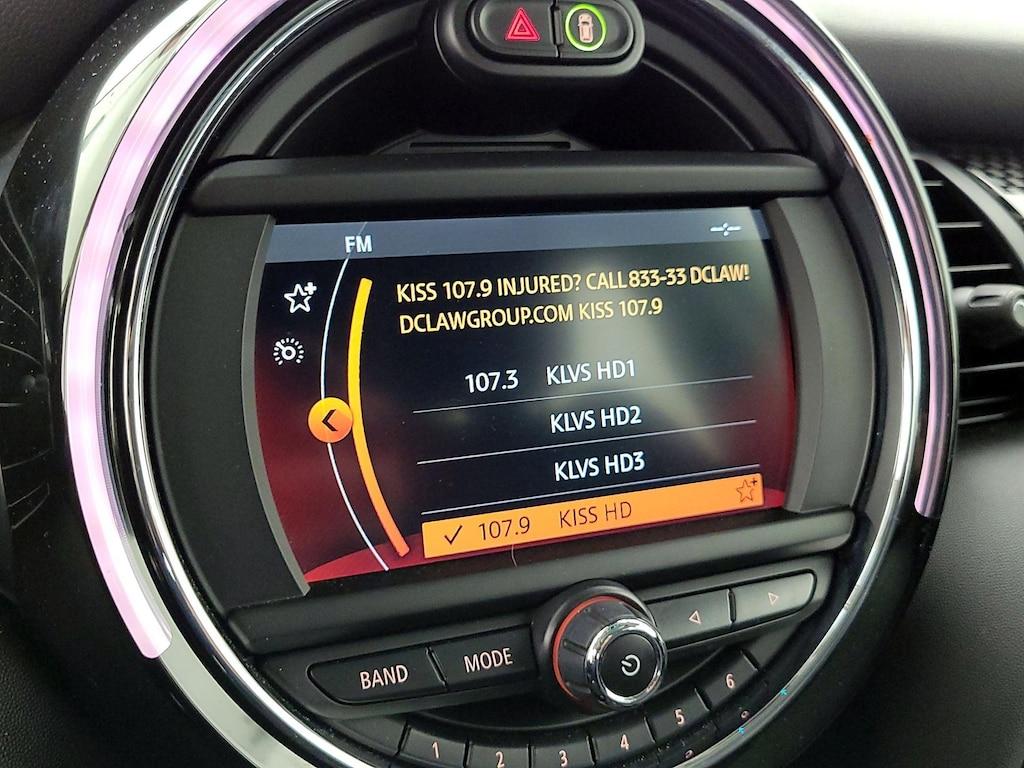 FM
KISS 107.9 INJURED? CALL 833-33 DCLAW!
DCLAWGROUP.COM KISS 107.9
107.3 KLVS HD1
KLVS HD2
KLVS HD3
107.9 KISS HD
BAND MODE
1 2 3 4 5 6